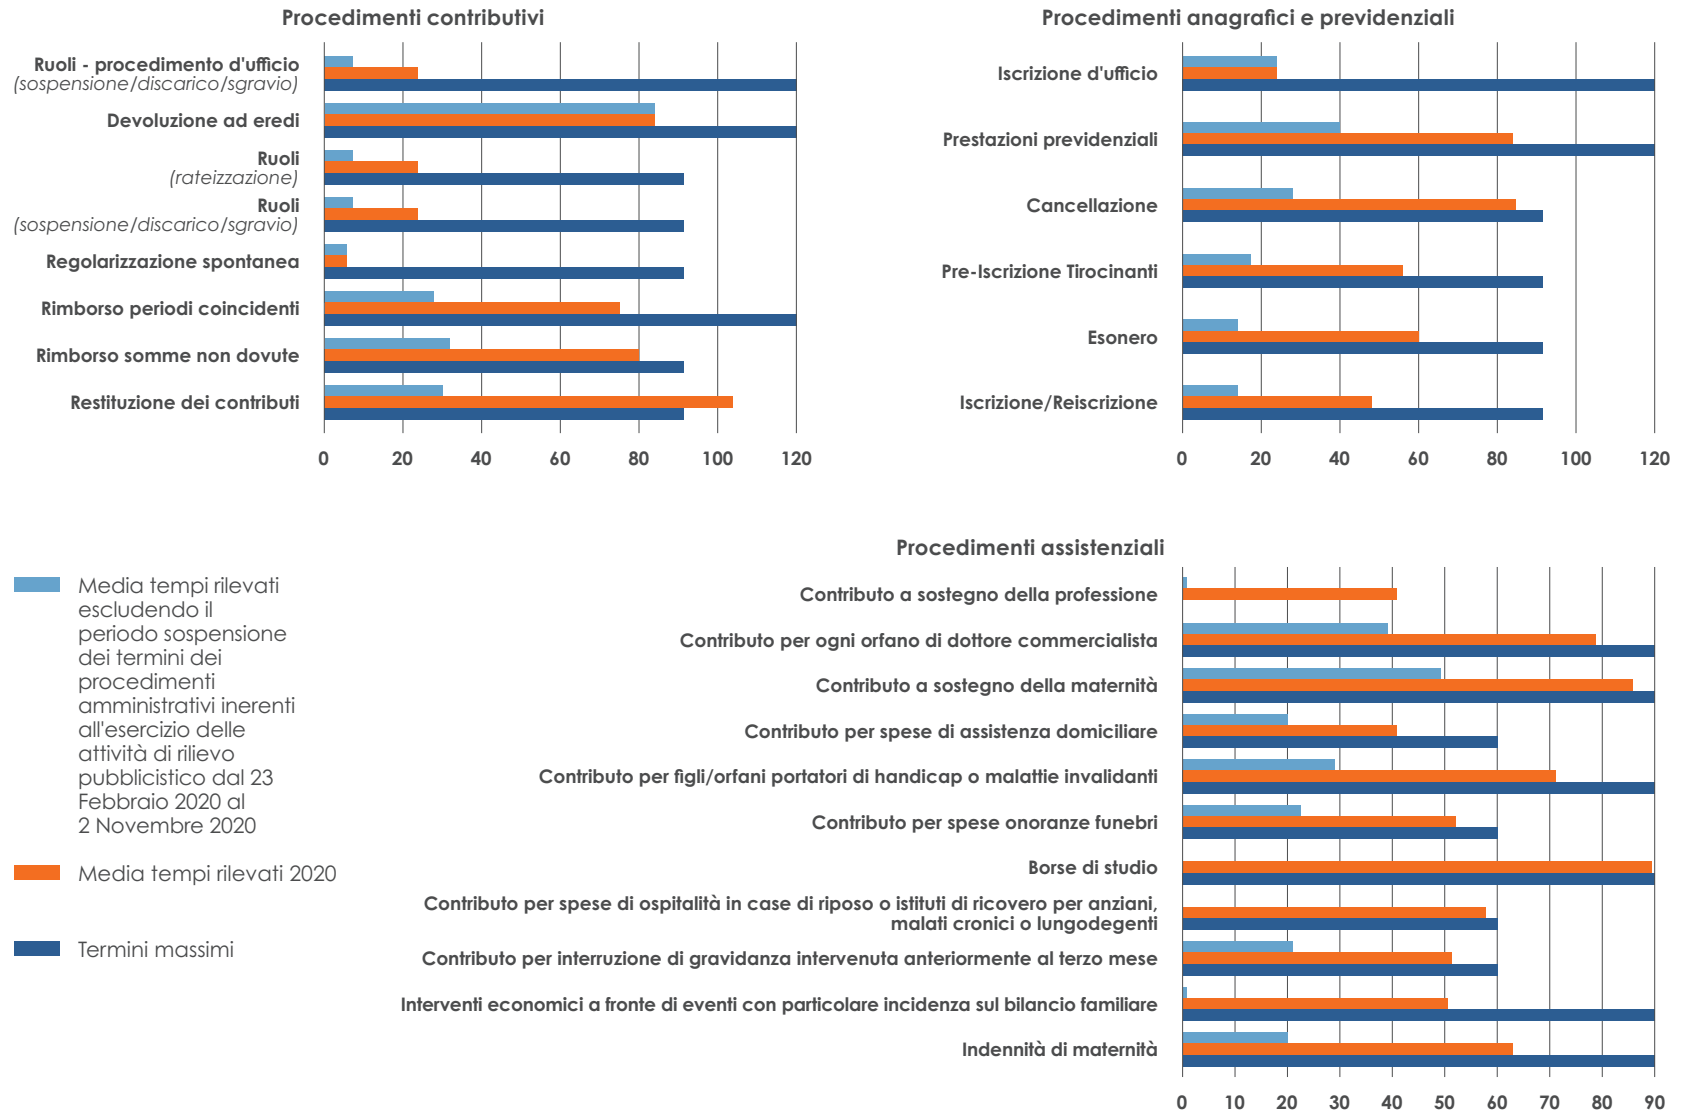 Procedimenti contributivi
Ruoli - procedimento d'ufficio
(sospensione/discarico/sgravio)
Devoluzione ad eredi
Ruoli
(rateizzazione)
Ruoli
(sospensione/discarico/sgravio)
Regolarizzazione spontanea
Rimborso periodi coincidenti
Rimborso somme non dovute
Restituzione dei contributi
0 20 40 60 80 100 120
Procedimenti anagrafici e previdenziali
Iscrizione d'ufficio
Prestazioni previdenziali
Cancellazione
Pre-Iscrizione Tirocinanti
Esonero
Iscrizione/Reiscrizione
0 20 40 60 80 100 120
Media tempi rilevati
escludendo il
periodo sospensione
dei termini dei
procedimenti
amministrativi inerenti
all'esercizio delle
attività di rilievo
pubblicistico dal 23
Febbraio 2020 al
2 Novembre 2020
Media tempi rilevati 2020
Termini massimi
Procedimenti assistenziali
Contributo a sostegno della professione
Contributo per ogni orfano di dottore commercialista
Contributo a sostegno della maternità
Contributo per spese di assistenza domiciliare
Contributo per figli/orfani portatori di handicap o malattie invalidanti
Contributo per spese onoranze funebri
Borse di studio
Contributo per spese di ospitalità in case di riposo o istituti di ricovero per anziani,
malati cronici o lungodegenti
Contributo per interruzione di gravidanza intervenuta anteriormente al terzo mese
Interventi economici a fronte di eventi con particolare incidenza sul bilancio familiare
Indennità di maternità
0 10 20 30 40 50 60 70 80 90